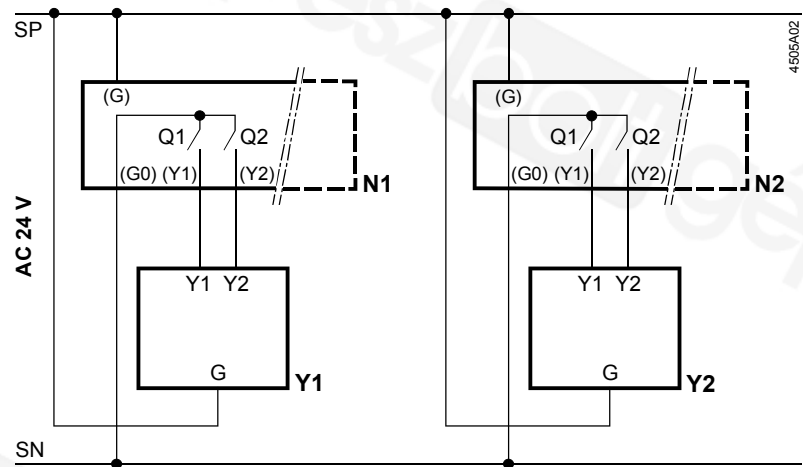 SP
4505A02
(G)
Q1 Q2
(G0) (Y1) (Y2)
N1
(G)
Q1 Q2
(G0) (Y1) (Y2)
N2
AC 24 V
Y1 Y2
G
Y1
Y1 Y2
G
Y2
SN